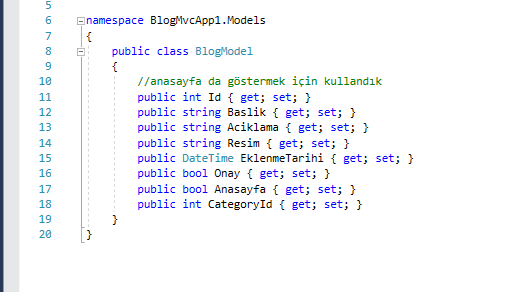 5
6 namespace BlogMvcApp1.Models
7 {
8 public class BlogModel
9 {
10 //anasayfa da göstermek için kullandık
11 public int Id { get; set; }
12 public string Baslik { get; set; }
13 public string Aciklama { get; set; }
14 public string Resim { get; set; }
15 public DateTime EklenmeTarihi { get; set; }
16 public bool Onay { get; set; }
17 public bool Anasayfa { get; set; }
18 public int CategoryId { get; set; }
19 }
20 }